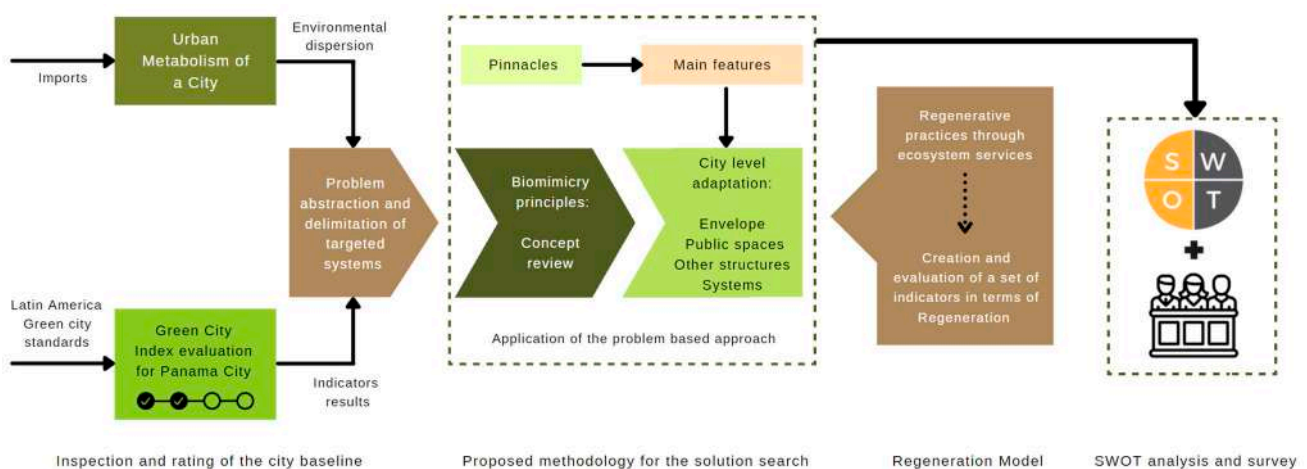 Imports
Urban
Metabolism of
a City
Environmental
dispersion
Problem
abstraction and
delimitation of
targeted
systems
Latin America
Green city
standards
Green City
Index evaluation
for Panama City
Indicators
results
Pinnacles
Main features
Biomimicry
principles:
Concept
review
City level
adaptation:
Envelope
Public spaces
Other structures
Systems
Application of the problem based approach
Regenerative
practices through
ecosystem services
Creation and
evaluation of a set of
indicators in terms of
Regeneration
S W
O T
Inspection and rating of the city baseline
Proposed methodology for the solution search
Regeneration Model
SWOT analysis and survey